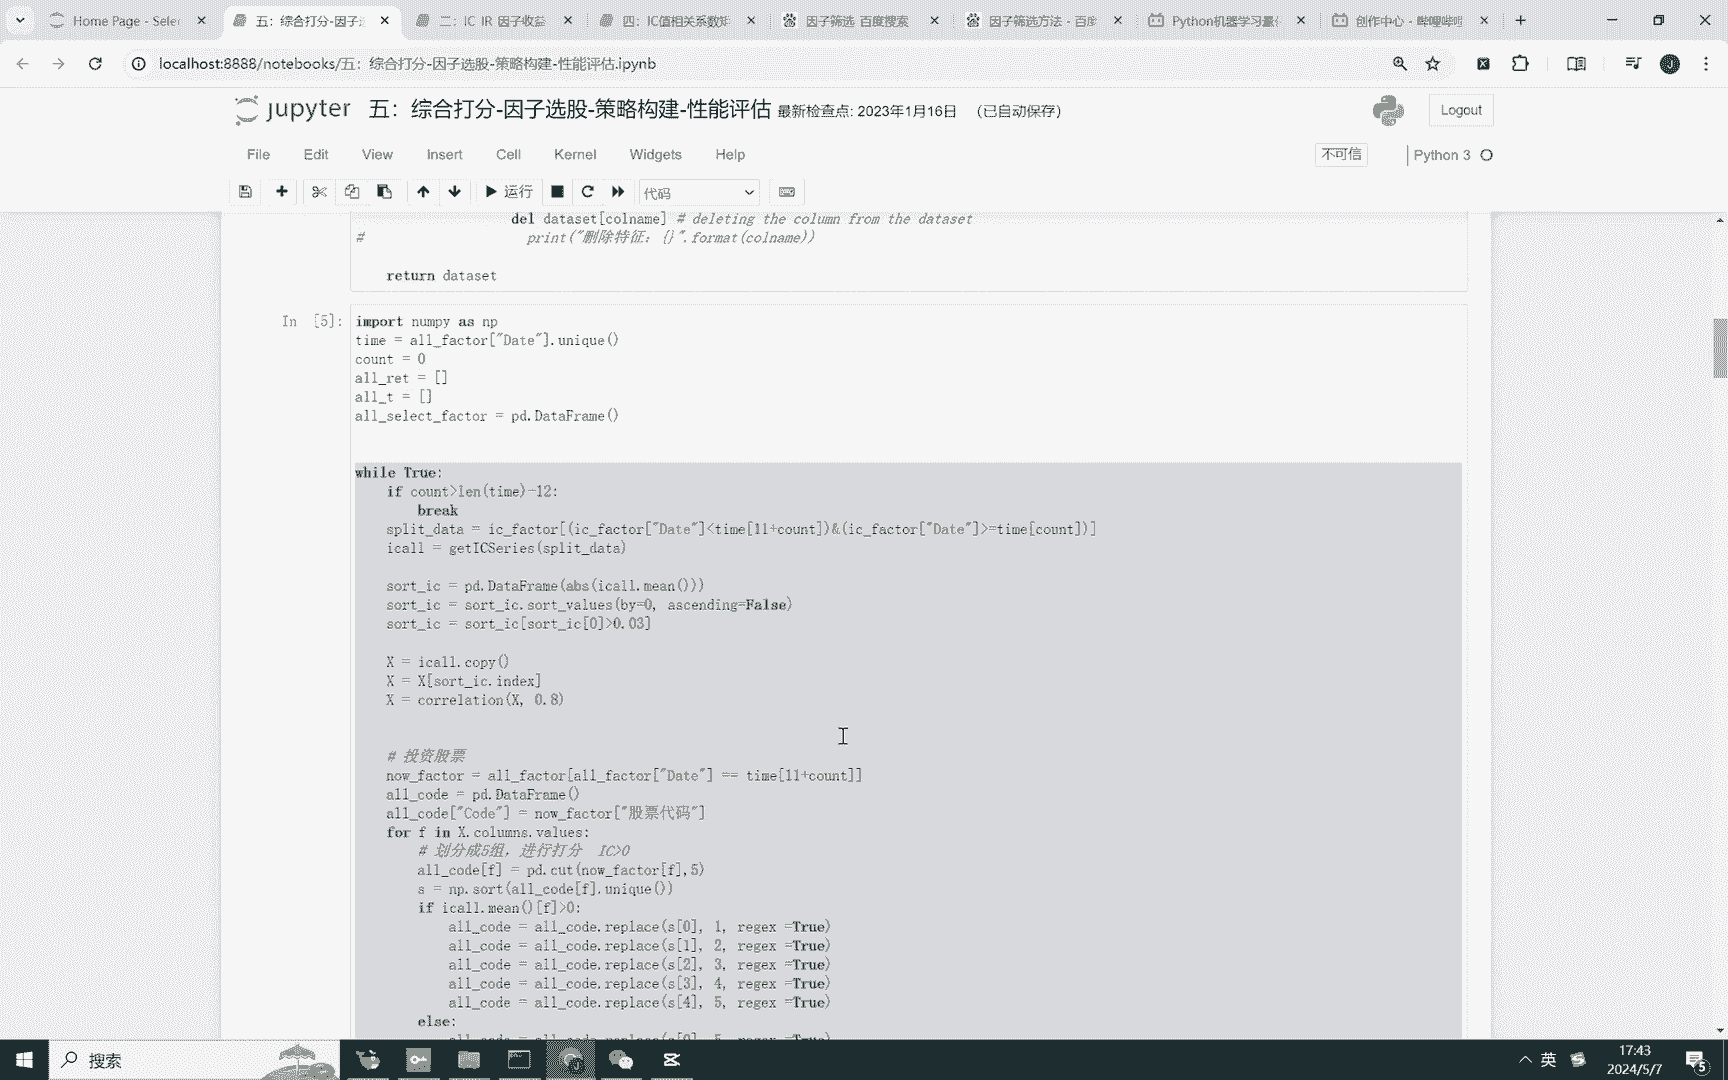 Home Page - Selec
五：综合打分-因子选
二：IC IR 因子收益
四：IC值相关系数矩
因子筛选_百度搜索
因子筛选方法 - 百度
Python机器学习量化
创作中心 - 哔哩哔哩
localhost:8888/notebooks/五：综合打分-因子选股-策略构建-性能评估.ipynb
jupyter 五：综合打分-因子选股-策略构建-性能评估 最新检查点: 2023年1月16日 (已自动保存)
Logout
File Edit View Insert Cell Kernel Widgets Help
不可信 Python 3
运行 代码
del dataset[colname] # deleting the column from the dataset
# print("删除特征：{}".format(colname))
return dataset
In [5]:
import numpy as np
time = all_factor["Date"].unique()
count = 0
all_ret = []
all_t = []
all_select_factor = pd.DataFrame()
while True:
if count>len(time)-12:
break
split_data = ic_factor[(ic_factor["Date"]<time[11+count])&(ic_factor["Date"]>=time[count])]
icall = getICSeries(split_data)
sort_ic = pd.DataFrame(abs(icall.mean()))
sort_ic = sort_ic.sort_values(by=0, ascending=False)
sort_ic = sort_ic[sort_ic[0]>0.03]
X = icall.copy()
X = X[sort_ic.index]
X = correlation(X, 0.8)
# 投资股票
now_factor = all_factor[all_factor["Date"] == time[11+count]]
all_code = pd.DataFrame()
all_code["Code"] = now_factor["股票代码"]
for f in X.columns.values:
# 划分成5组，进行打分 IC>0
all_code[f] = pd.cut(now_factor[f],5)
s = np.sort(all_code[f].unique())
if icall.mean()[f]>0:
all_code = all_code.replace(s[0], 1, regex =True)
all_code = all_code.replace(s[1], 2, regex =True)
all_code = all_code.replace(s[2], 3, regex =True)
all_code = all_code.replace(s[3], 4, regex =True)
all_code = all_code.replace(s[4], 5, regex =True)
else:
搜索
英
17:43
2024/5/7
5